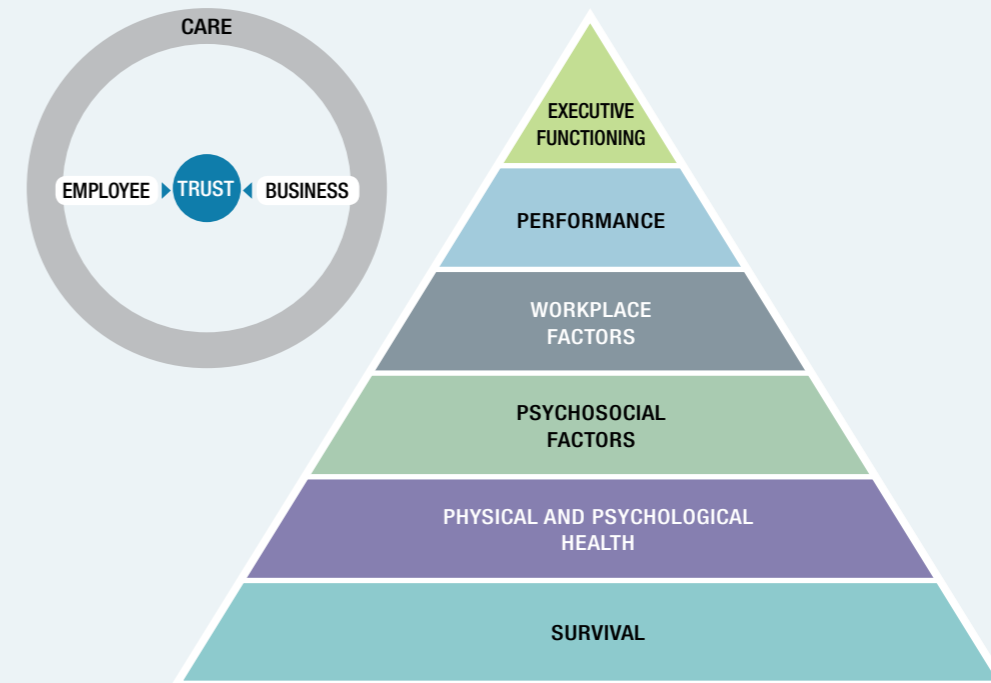 CARE
EMPLOYEE TRUST BUSINESS
EXECUTIVE
FUNCTIONING
PERFORMANCE
WORKPLACE
FACTORS
PSYCHOSOCIAL
FACTORS
PHYSICAL AND PSYCHOLOGICAL
HEALTH
SURVIVAL